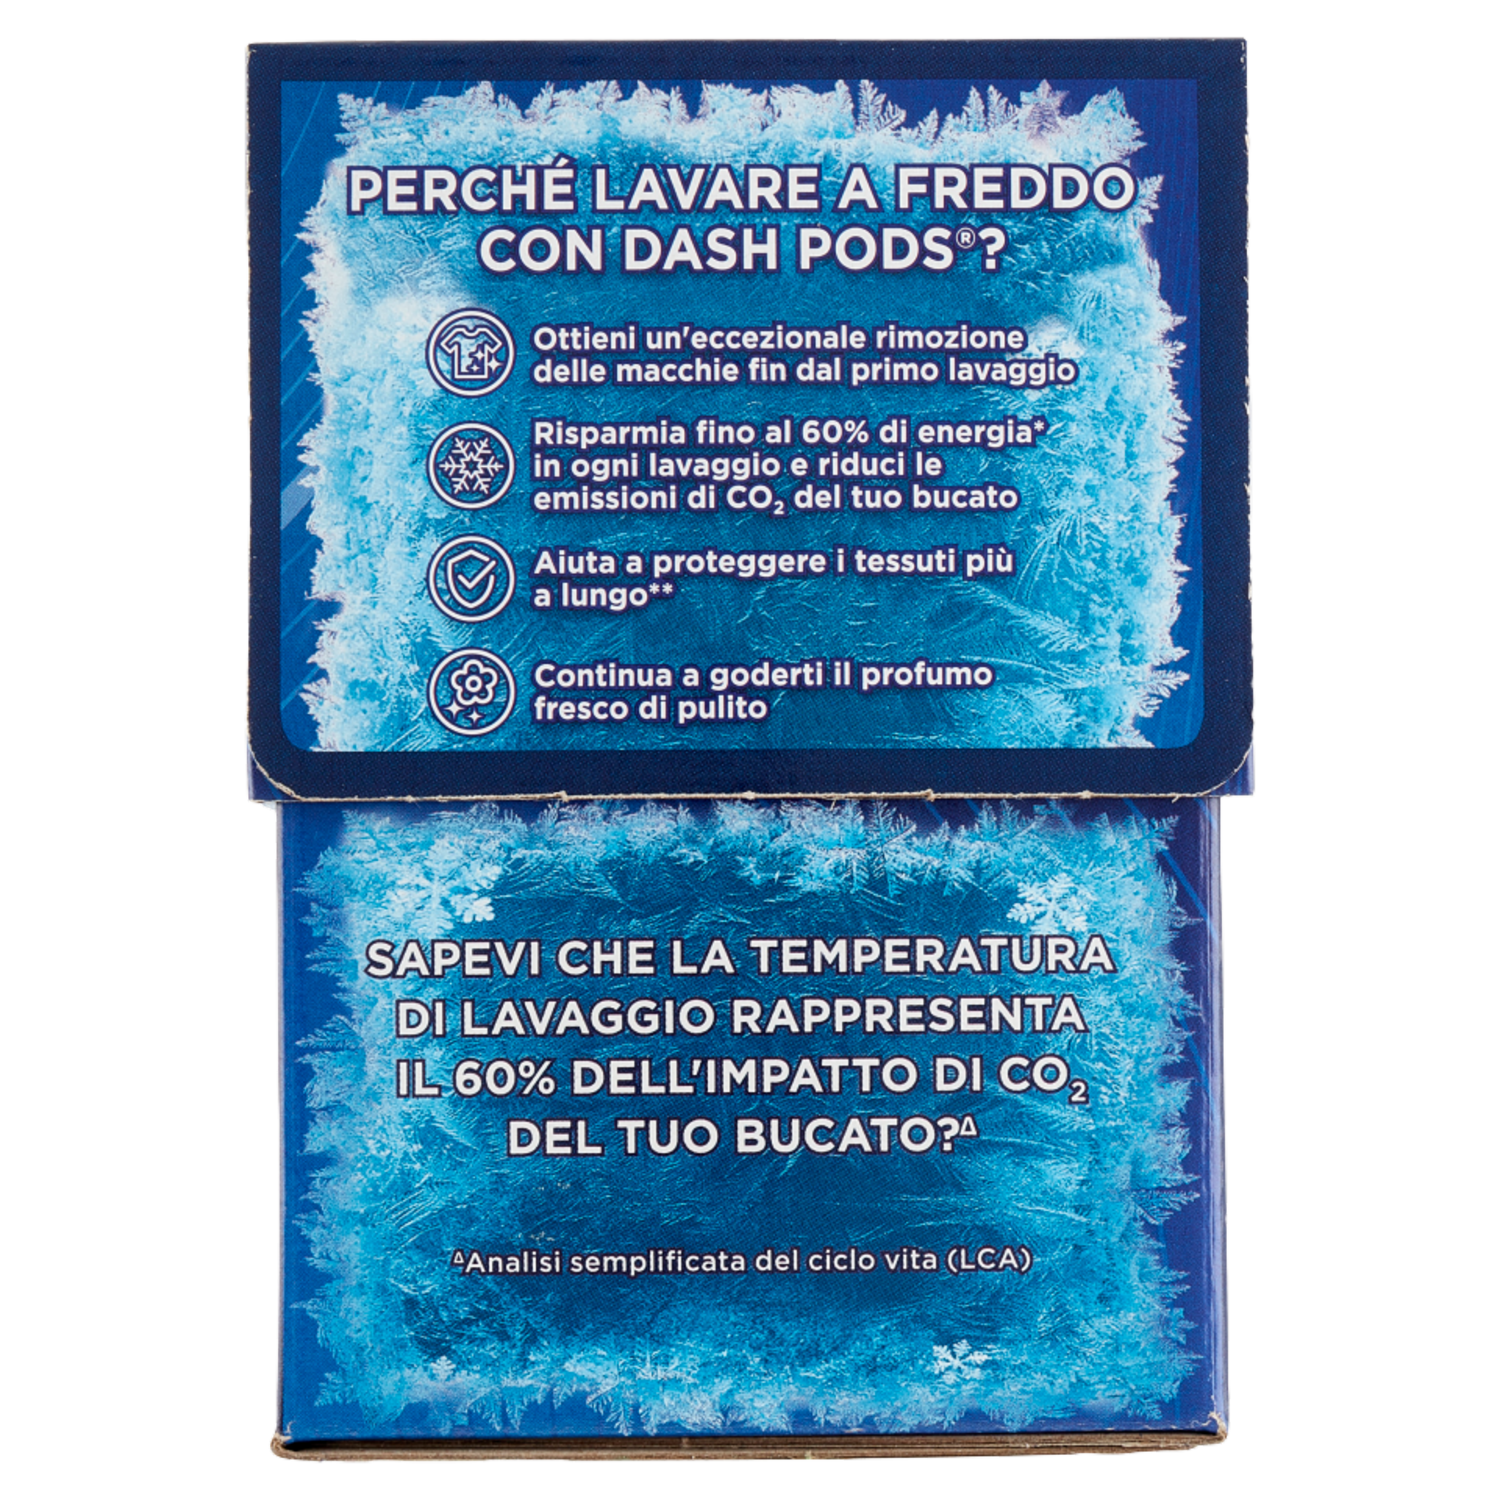 PERCHÉ LAVARE A FREDDO
CON DASH PODS®?
Ottieni un'eccezionale rimozione
delle macchie fin dal primo lavaggio
Risparmia fino al 60% di energia*
in ogni lavaggio e riduci le
emissioni di CO₂ del tuo bucato
Aiuta a proteggere i tessuti più
a lungo**
Continua a goderti il profumo
fresco di pulito
SAPEVI CHE LA TEMPERATURA
DI LAVAGGIO RAPPRESENTA
IL 60% DELL'IMPATTO DI CO₂
DEL TUO BUCATO?ᐃ
ᐃAnalisi semplificata del ciclo vita (LCA)